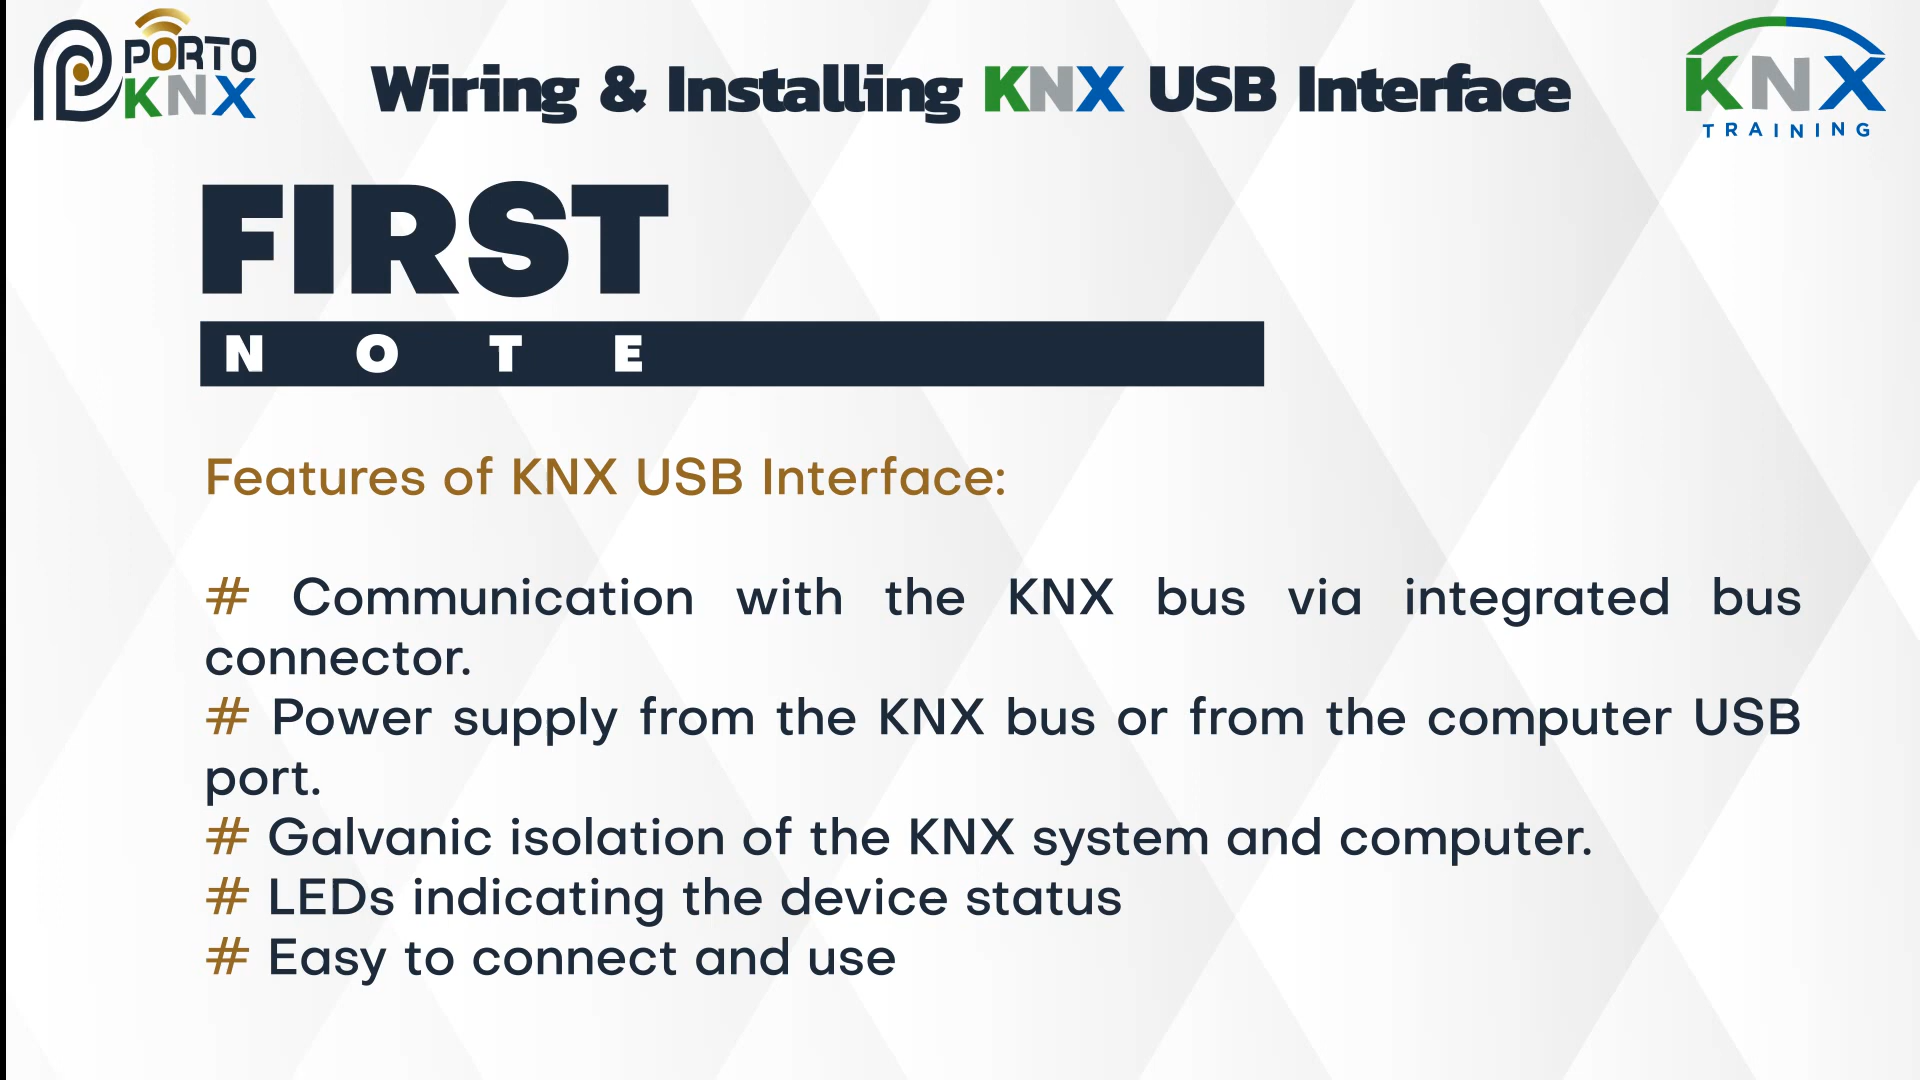 PORTO
KNX
Wiring & Installing KNX USB Interface
KNX
TRAINING
FIRST
NOTE
Features of KNX USB Interface:
# Communication with the KNX bus via integrated bus
connector.
# Power supply from the KNX bus or from the computer USB
port.
# Galvanic isolation of the KNX system and computer.
# LEDs indicating the device status
# Easy to connect and use